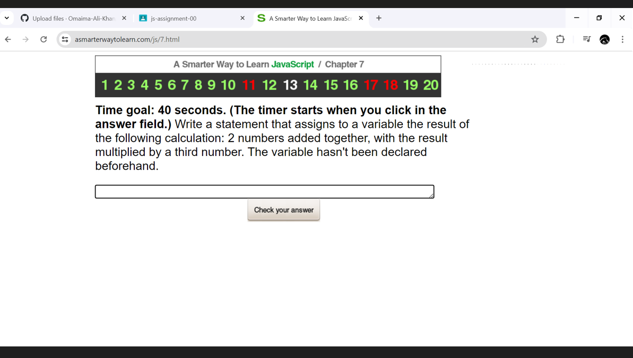 Upload files · Omaima-Ali-Khan
js-assignment-00
A Smarter Way to Learn JavaSc
asmarterwaytolearn.com/js/7.html
A Smarter Way to Learn JavaScript / Chapter 7
1 2 3 4 5 6 7 8 9 10 11 12 13 14 15 16 17 18 19 20
Time goal: 40 seconds. (The timer starts when you click in the
answer field.) Write a statement that assigns to a variable the result of
the following calculation: 2 numbers added together, with the result
multiplied by a third number. The variable hasn't been declared
beforehand.
Check your answer